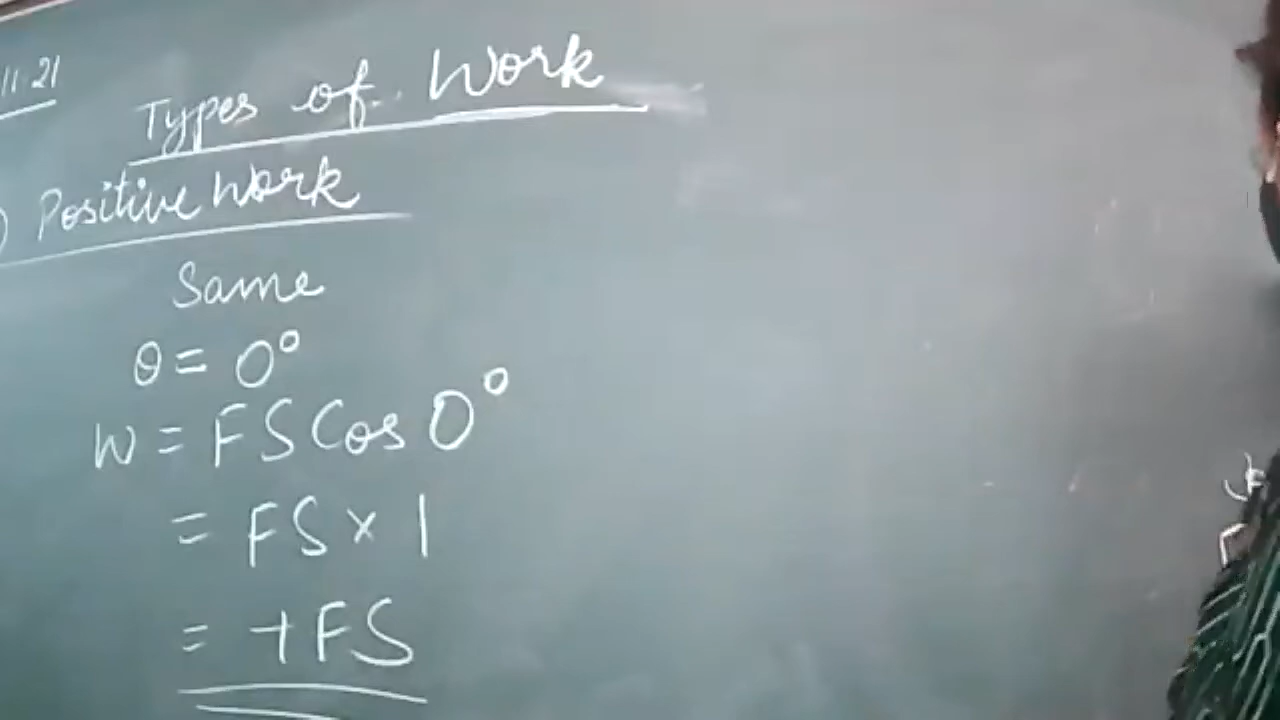 11.21
Types of Work
) Positive Work
Same
θ = 0°
W = FS Cos 0°
= FS × 1
= +FS